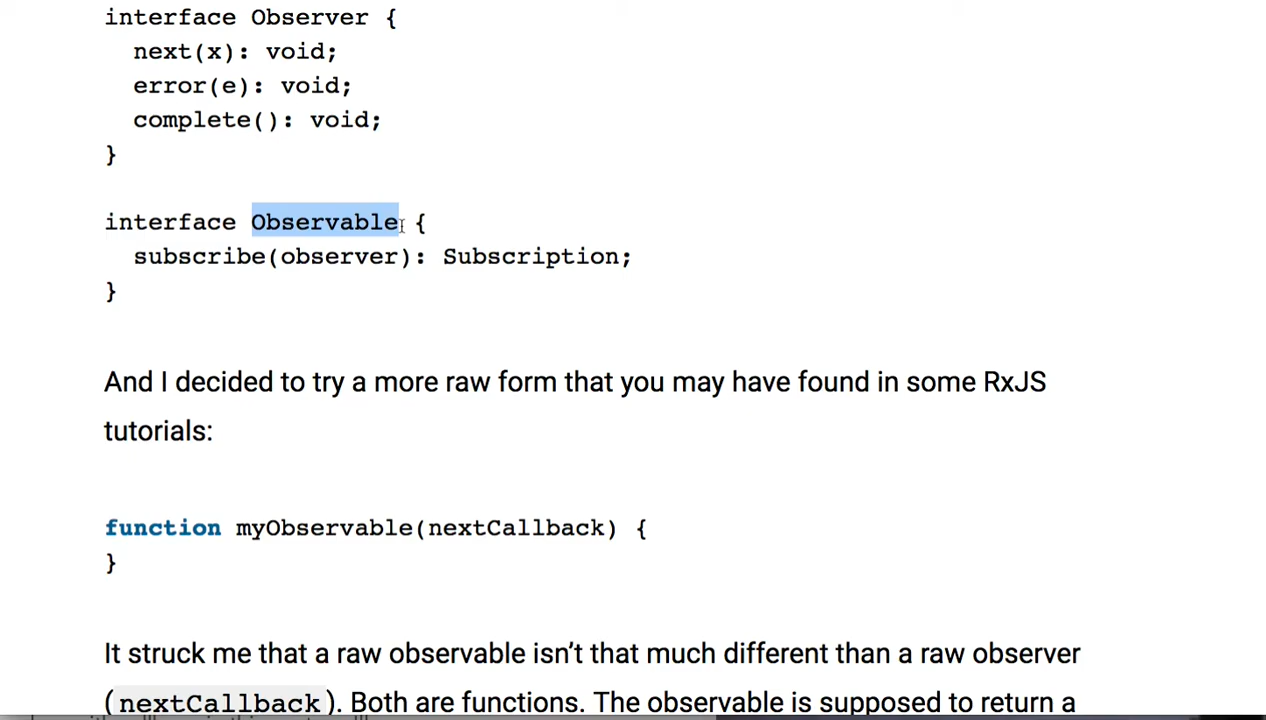 interface Observer {
next(x): void;
error(e): void;
complete(): void;
}
interface Observable {
subscribe(observer): Subscription;
}
And I decided to try a more raw form that you may have found in some RxJS
tutorials:
function myObservable(nextCallback) {
}
It struck me that a raw observable isn’t that much different than a raw observer
(nextCallback). Both are functions. The observable is supposed to return a